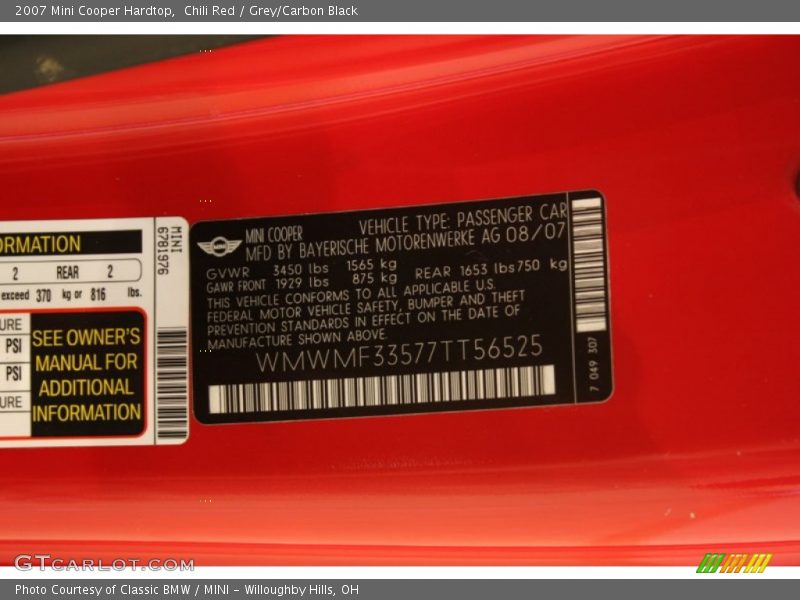 2007 Mini Cooper Hardtop,  Chili Red / Grey/Carbon Black
ORMATION
2 REAR 2
exceed 370 kg or 816 lbs.
URE
PSI
PSI
URE
SEE OWNER'S
MANUAL FOR
ADDITIONAL
INFORMATION
MINI
6781976
MINI COOPER VEHICLE TYPE: PASSENGER CAR
MFD BY BAYERISCHE MOTORENWERKE AG 08/07
GVWR 3450 lbs 1565 kg
GAWR FRONT 1929 lbs 875 kg REAR 1653 lbs 750 kg
THIS VEHICLE CONFORMS TO ALL APPLICABLE U.S.
FEDERAL MOTOR VEHICLE SAFETY, BUMPER AND THEFT
PREVENTION STANDARDS IN EFFECT ON THE DATE OF
MANUFACTURE SHOWN ABOVE.
WMWMF33577TT56525
7 049 307
GTCarLot.com
Photo Courtesy of Classic BMW / MINI - Willoughby Hills, OH